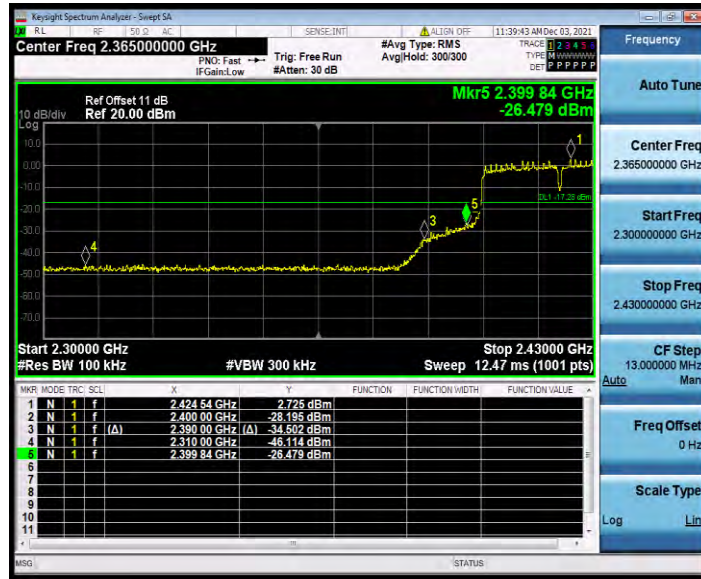 Keysight Spectrum Analyzer - Swept SA
RL RF 50 Ω AC SENSE:INT ALIGN OFF 11:39:43 AM Dec 03, 2021
Center Freq 2.365000000 GHz
PNO: Fast
IFGain:Low
Trig: Free Run
#Atten: 30 dB
#Avg Type: RMS
Avg|Hold: 300/300
TRACE 1 2 3 4 5 6
TYPE M WWWWW
DET P P P P P P
Ref Offset 11 dB
10 dB/div Ref 20.00 dBm
Log
Mkr5 2.399 84 GHz
-26.479 dBm
10.0
0.00
-10.0
-20.0
-30.0
-40.0
-50.0
-60.0
-70.0
1
DL1 -17.28 dBm
5
3
4
Start 2.30000 GHz Stop 2.43000 GHz
#Res BW 100 kHz #VBW 300 kHz Sweep 12.47 ms (1001 pts)
MKR MODE TRC SCL X Y FUNCTION FUNCTION WIDTH FUNCTION VALUE
1 N 1 f 2.424 54 GHz 2.725 dBm
2 N 1 f 2.400 00 GHz -28.195 dBm
3 N 1 f (Δ) 2.390 00 GHz (Δ) -34.502 dBm
4 N 1 f 2.310 00 GHz -46.114 dBm
5 N 1 f 2.399 84 GHz -26.479 dBm
6
7
8
9
10
11
MSG STATUS
Frequency
Auto Tune
Center Freq
2.365000000 GHz
Start Freq
2.300000000 GHz
Stop Freq
2.430000000 GHz
CF Step
13.000000 MHz
Auto Man
Freq Offset
0 Hz
Scale Type
Log Lin